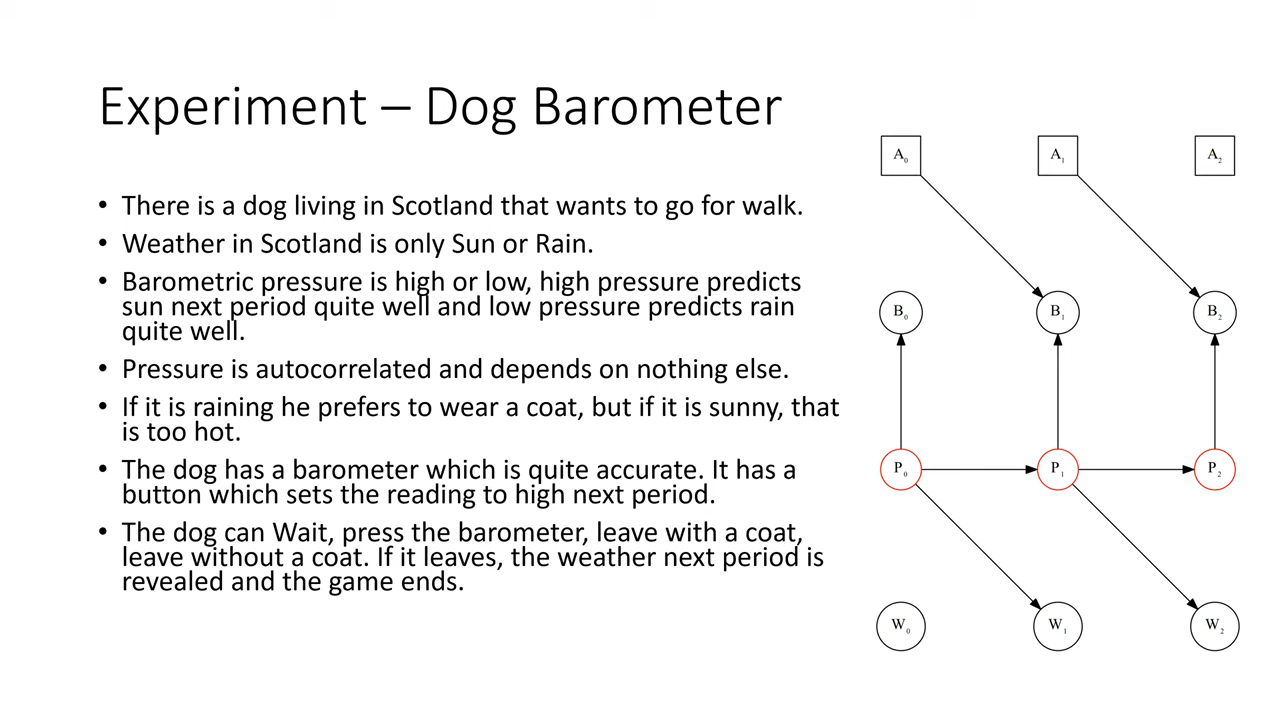 Experiment – Dog Barometer
• There is a dog living in Scotland that wants to go for walk.
• Weather in Scotland is only Sun or Rain.
• Barometric pressure is high or low, high pressure predicts
sun next period quite well and low pressure predicts rain
quite well.
• Pressure is autocorrelated and depends on nothing else.
• If it is raining he prefers to wear a coat, but if it is sunny, that
is too hot.
• The dog has a barometer which is quite accurate. It has a
button which sets the reading to high next period.
• The dog can Wait, press the barometer, leave with a coat,
leave without a coat. If it leaves, the weather next period is
revealed and the game ends.
A₀ A₁ A₂
B₀ B₁ B₂
P₀ P₁ P₂
W₀ W₁ W₂